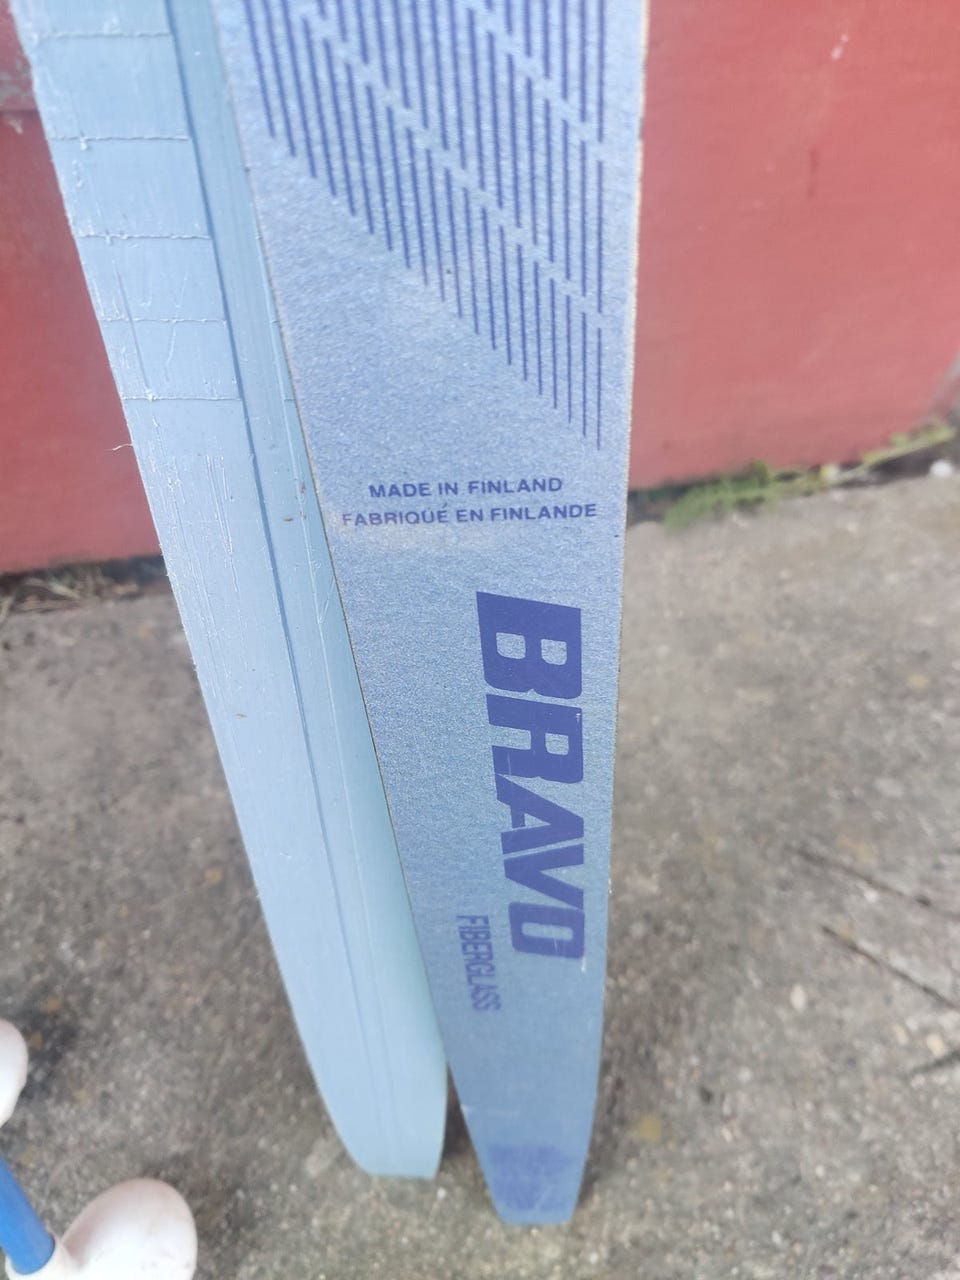 MADE IN FINLAND
FABRIQUÉ EN FINLANDE
BRAVO
FIBERGLASS